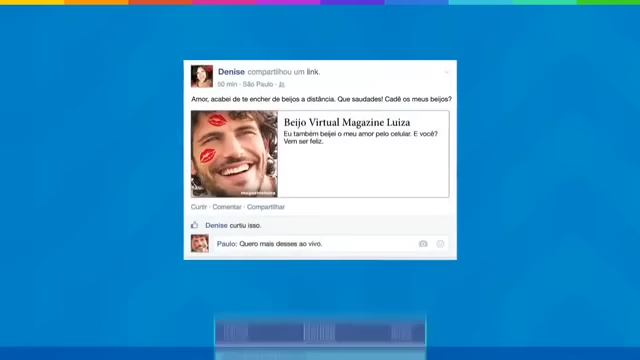 Denise compartilhou um link.
50 min · São Paulo ·
Amor, acabei de te encher de beijos a distância. Que saudades! Cadê os meus beijos?
Beijo Virtual Magazine Luiza
Eu também beijei o meu amor pelo celular. E você?
Vem ser feliz.
magazineluiza
Curtir · Comentar · Compartilhar
Denise curtiu isso.
Paulo: Quero mais desses ao vivo.